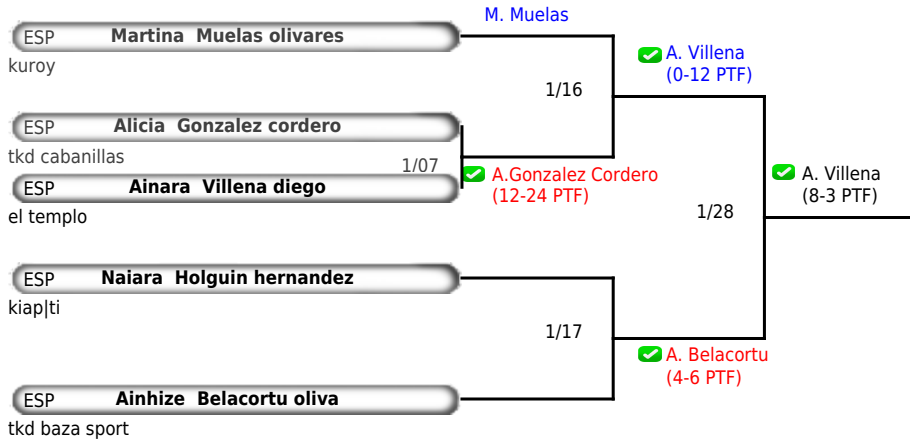 M. Muelas
ESP Martina Muelas olivares
kuroy
A. Villena
(0-12 PTF)
1/16
ESP Alicia Gonzalez cordero
tkd cabanillas
1/07
A.Gonzalez Cordero
(12-24 PTF)
ESP Ainara Villena diego
el templo
A. Villena
(8-3 PTF)
1/28
ESP Naiara Holguin hernandez
kiap|ti
1/17
A. Belacortu
(4-6 PTF)
ESP Ainhize Belacortu oliva
tkd baza sport